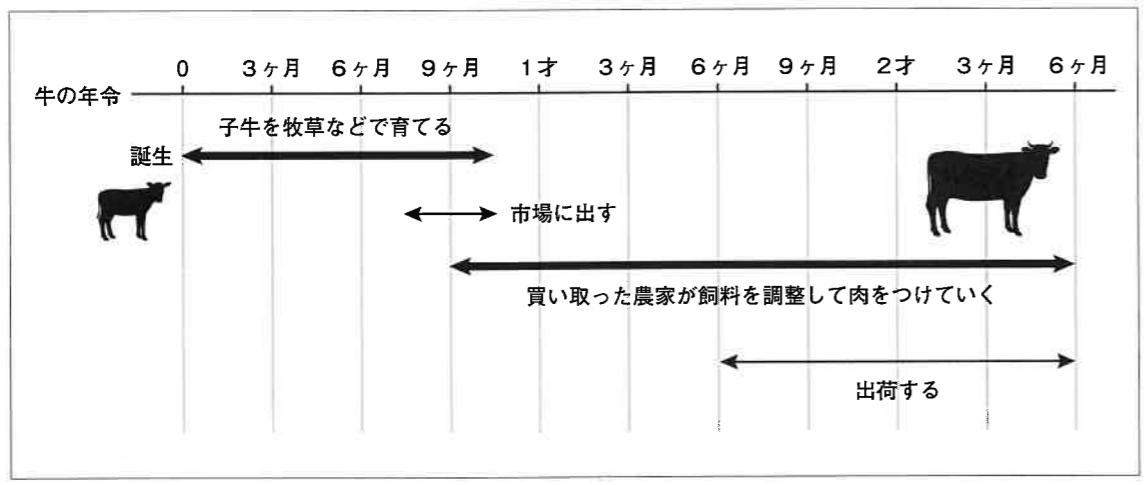 0 3ヶ月 6ヶ月 9ヶ月 1才 3ヶ月 6ヶ月 9ヶ月 2才 3ヶ月 6ヶ月
牛の年令
子牛を牧草などで育てる
誕生
市場に出す
買い取った農家が飼料を調整して肉をつけていく
出荷する